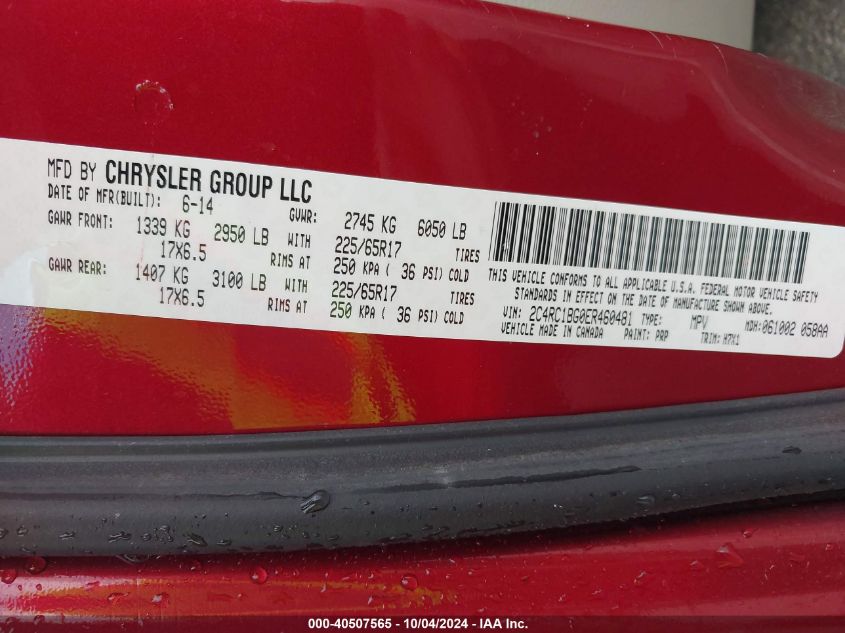 MFD BY CHRYSLER GROUP LLC
DATE OF MFR(BUILT): 6-14 GVWR: 2745 KG 6050 LB
GAWR FRONT: 1339 KG 2950 LB WITH 225/65R17 TIRES
17X6.5 RIMS AT 250 KPA ( 36 PSI) COLD
GAWR REAR: 1407 KG 3100 LB WITH 225/65R17 TIRES
17X6.5 RIMS AT 250 KPA ( 36 PSI) COLD
THIS VEHICLE CONFORMS TO ALL APPLICABLE U.S.A. FEDERAL MOTOR VEHICLE SAFETY
STANDARDS IN EFFECT ON THE DATE OF MANUFACTURE SHOWN ABOVE.
VIN: 2C4RC1BG0ER460481 TYPE: MPV MDH:061002 058AA
VEHICLE MADE IN CANADA PAINT: PRP TRIM: H7X1
000-40507565 - 10/04/2024 - IAA Inc.